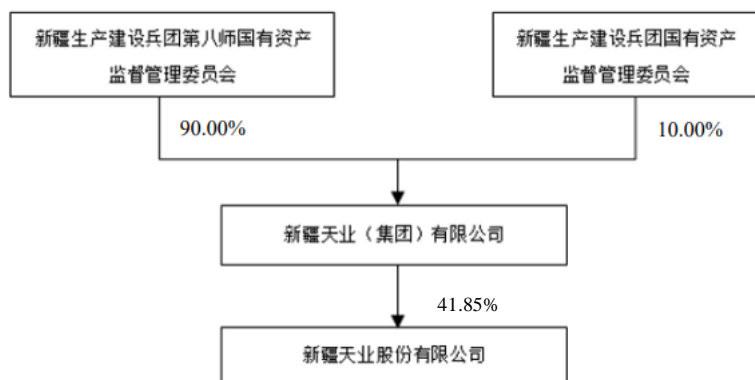 新疆生产建设兵团第八师国有资产
监督管理委员会
新疆生产建设兵团国有资产
监督管理委员会
90.00%
10.00%
新疆天业（集团）有限公司
41.85%
新疆天业股份有限公司